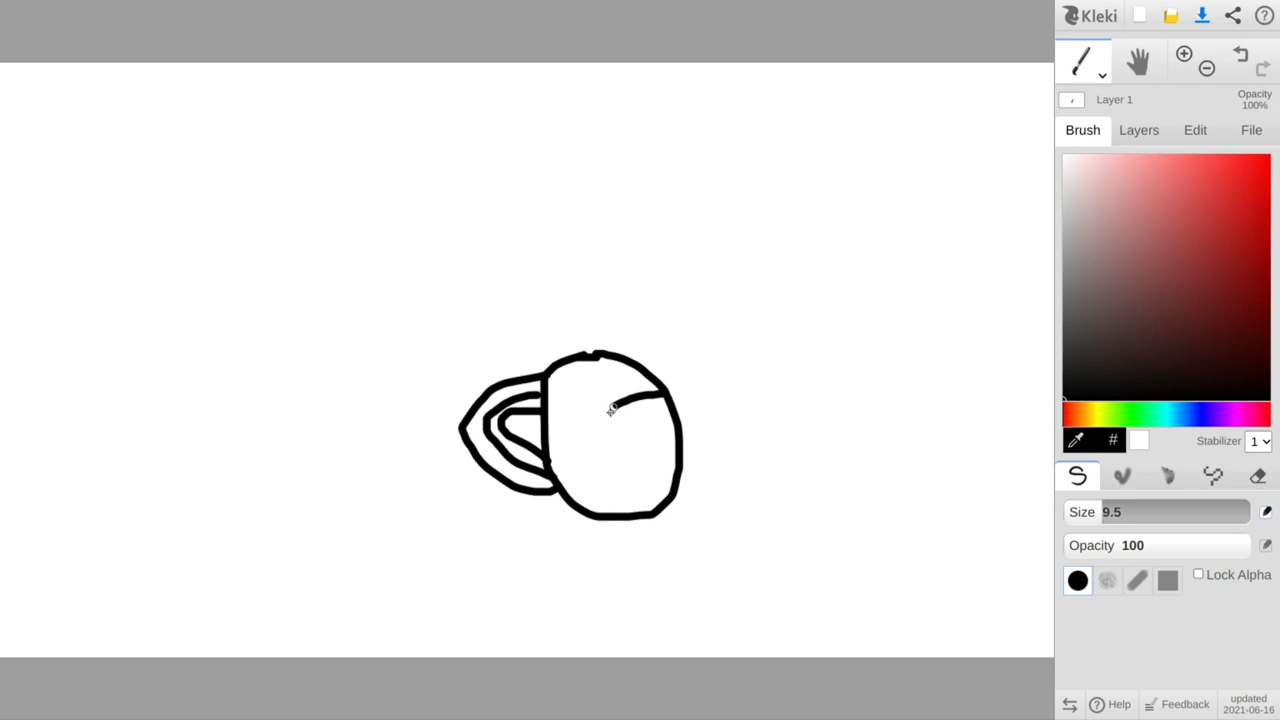 Kleki
Layer 1
Opacity
100%
Brush Layers Edit File
# Stabilizer 1
Size 9.5
Opacity 100
Lock Alpha
Help Feedback updated
2021-06-16